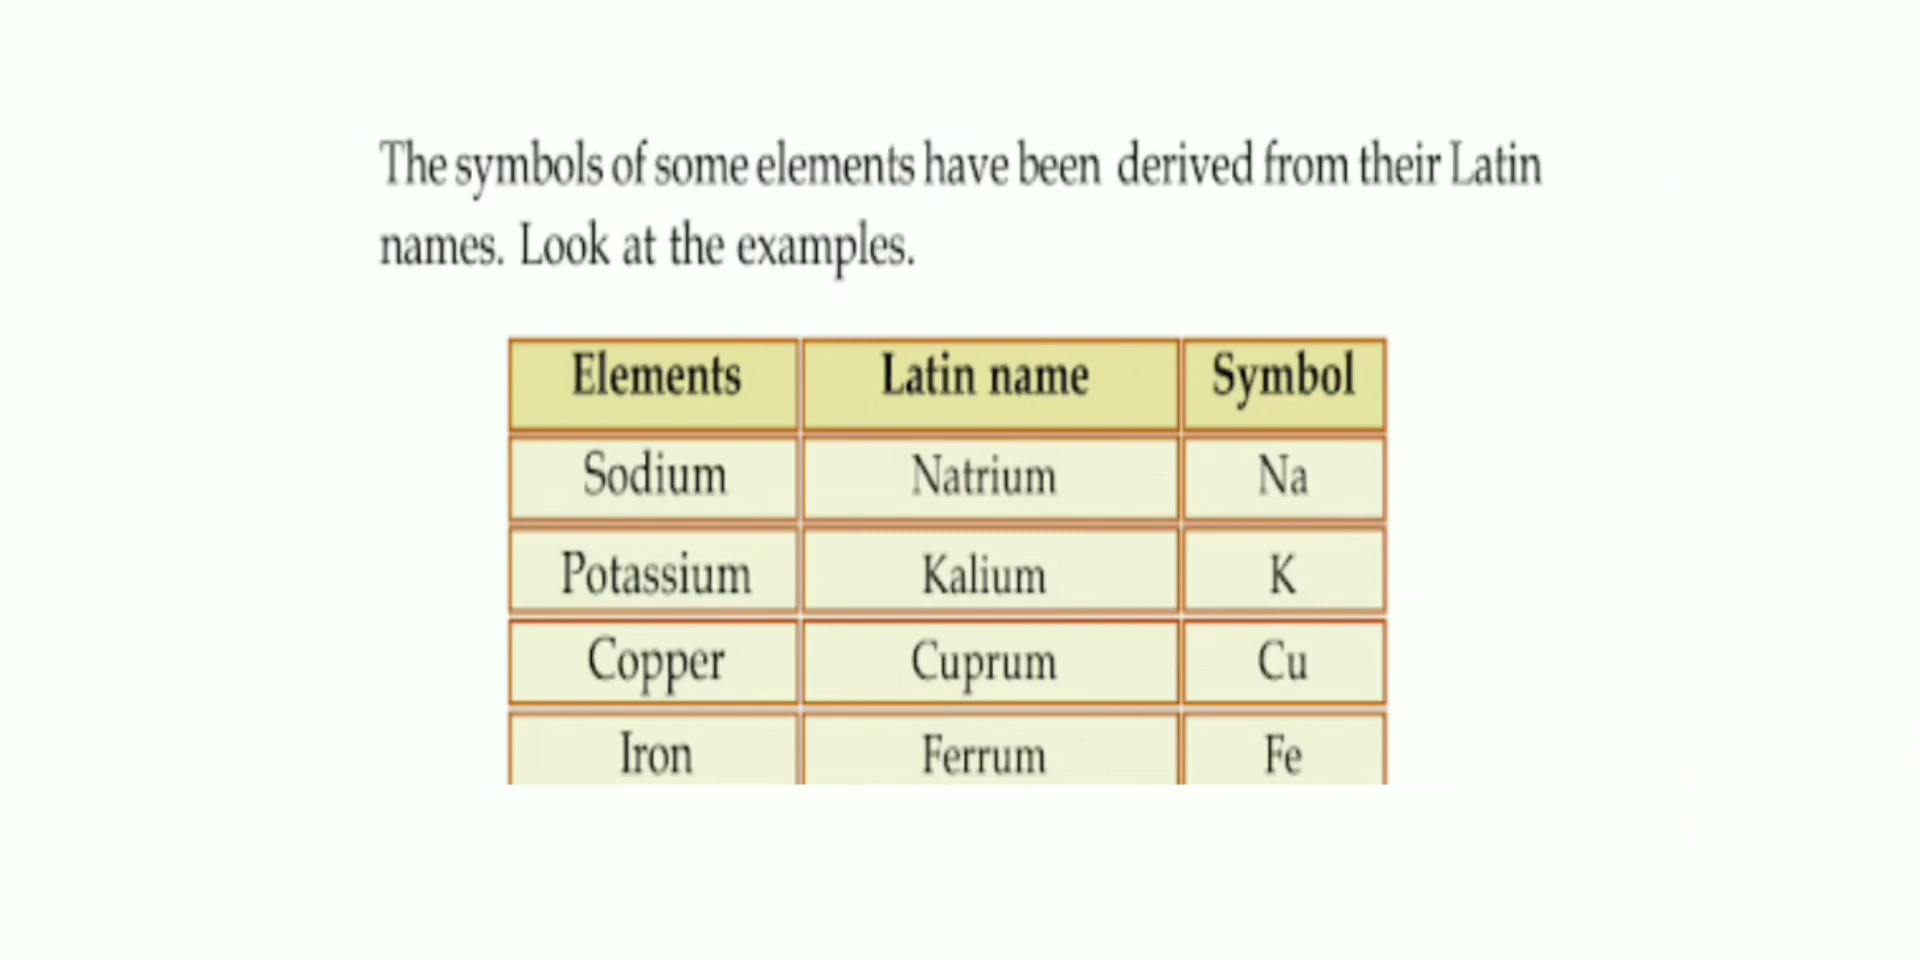 The symbols of some elements have been derived from their Latin
names. Look at the examples.
Elements Latin name Symbol
Sodium Natrium Na
Potassium Kalium K
Copper Cuprum Cu
Iron Ferrum Fe